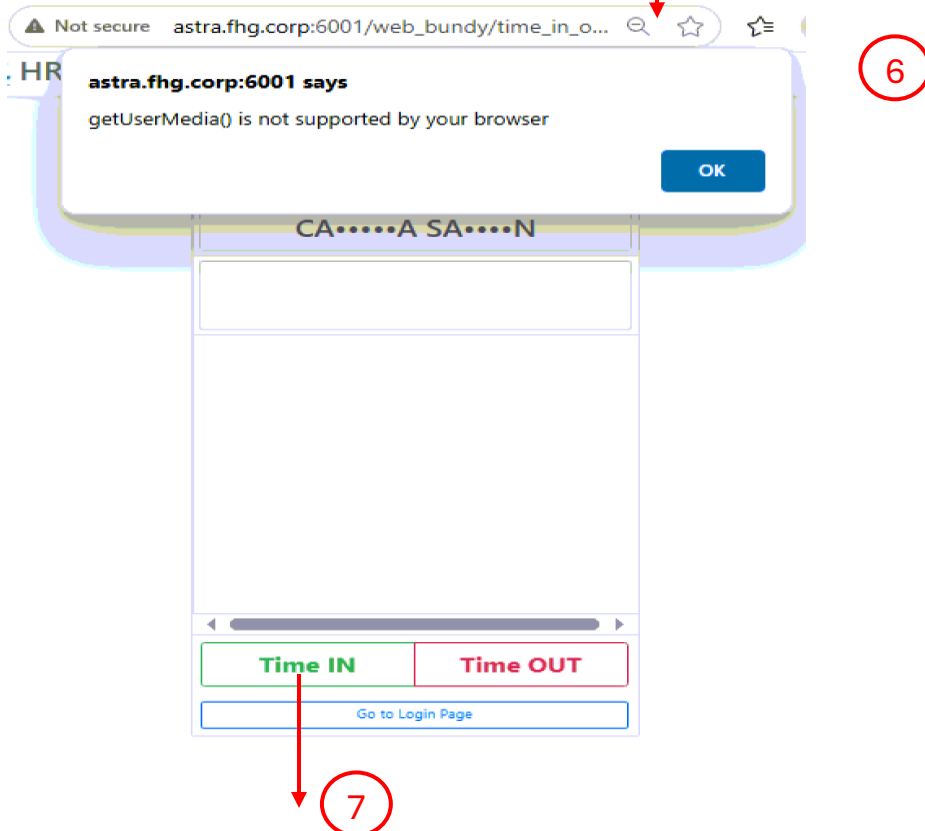 Not secure astra.fhg.corp:6001/web_bundy/time_in_o...
HR
6
astra.fhg.corp:6001 says
getUserMedia() is not supported by your browser
OK
CA•••••A SA••••N
Time IN Time OUT
Go to Login Page
7